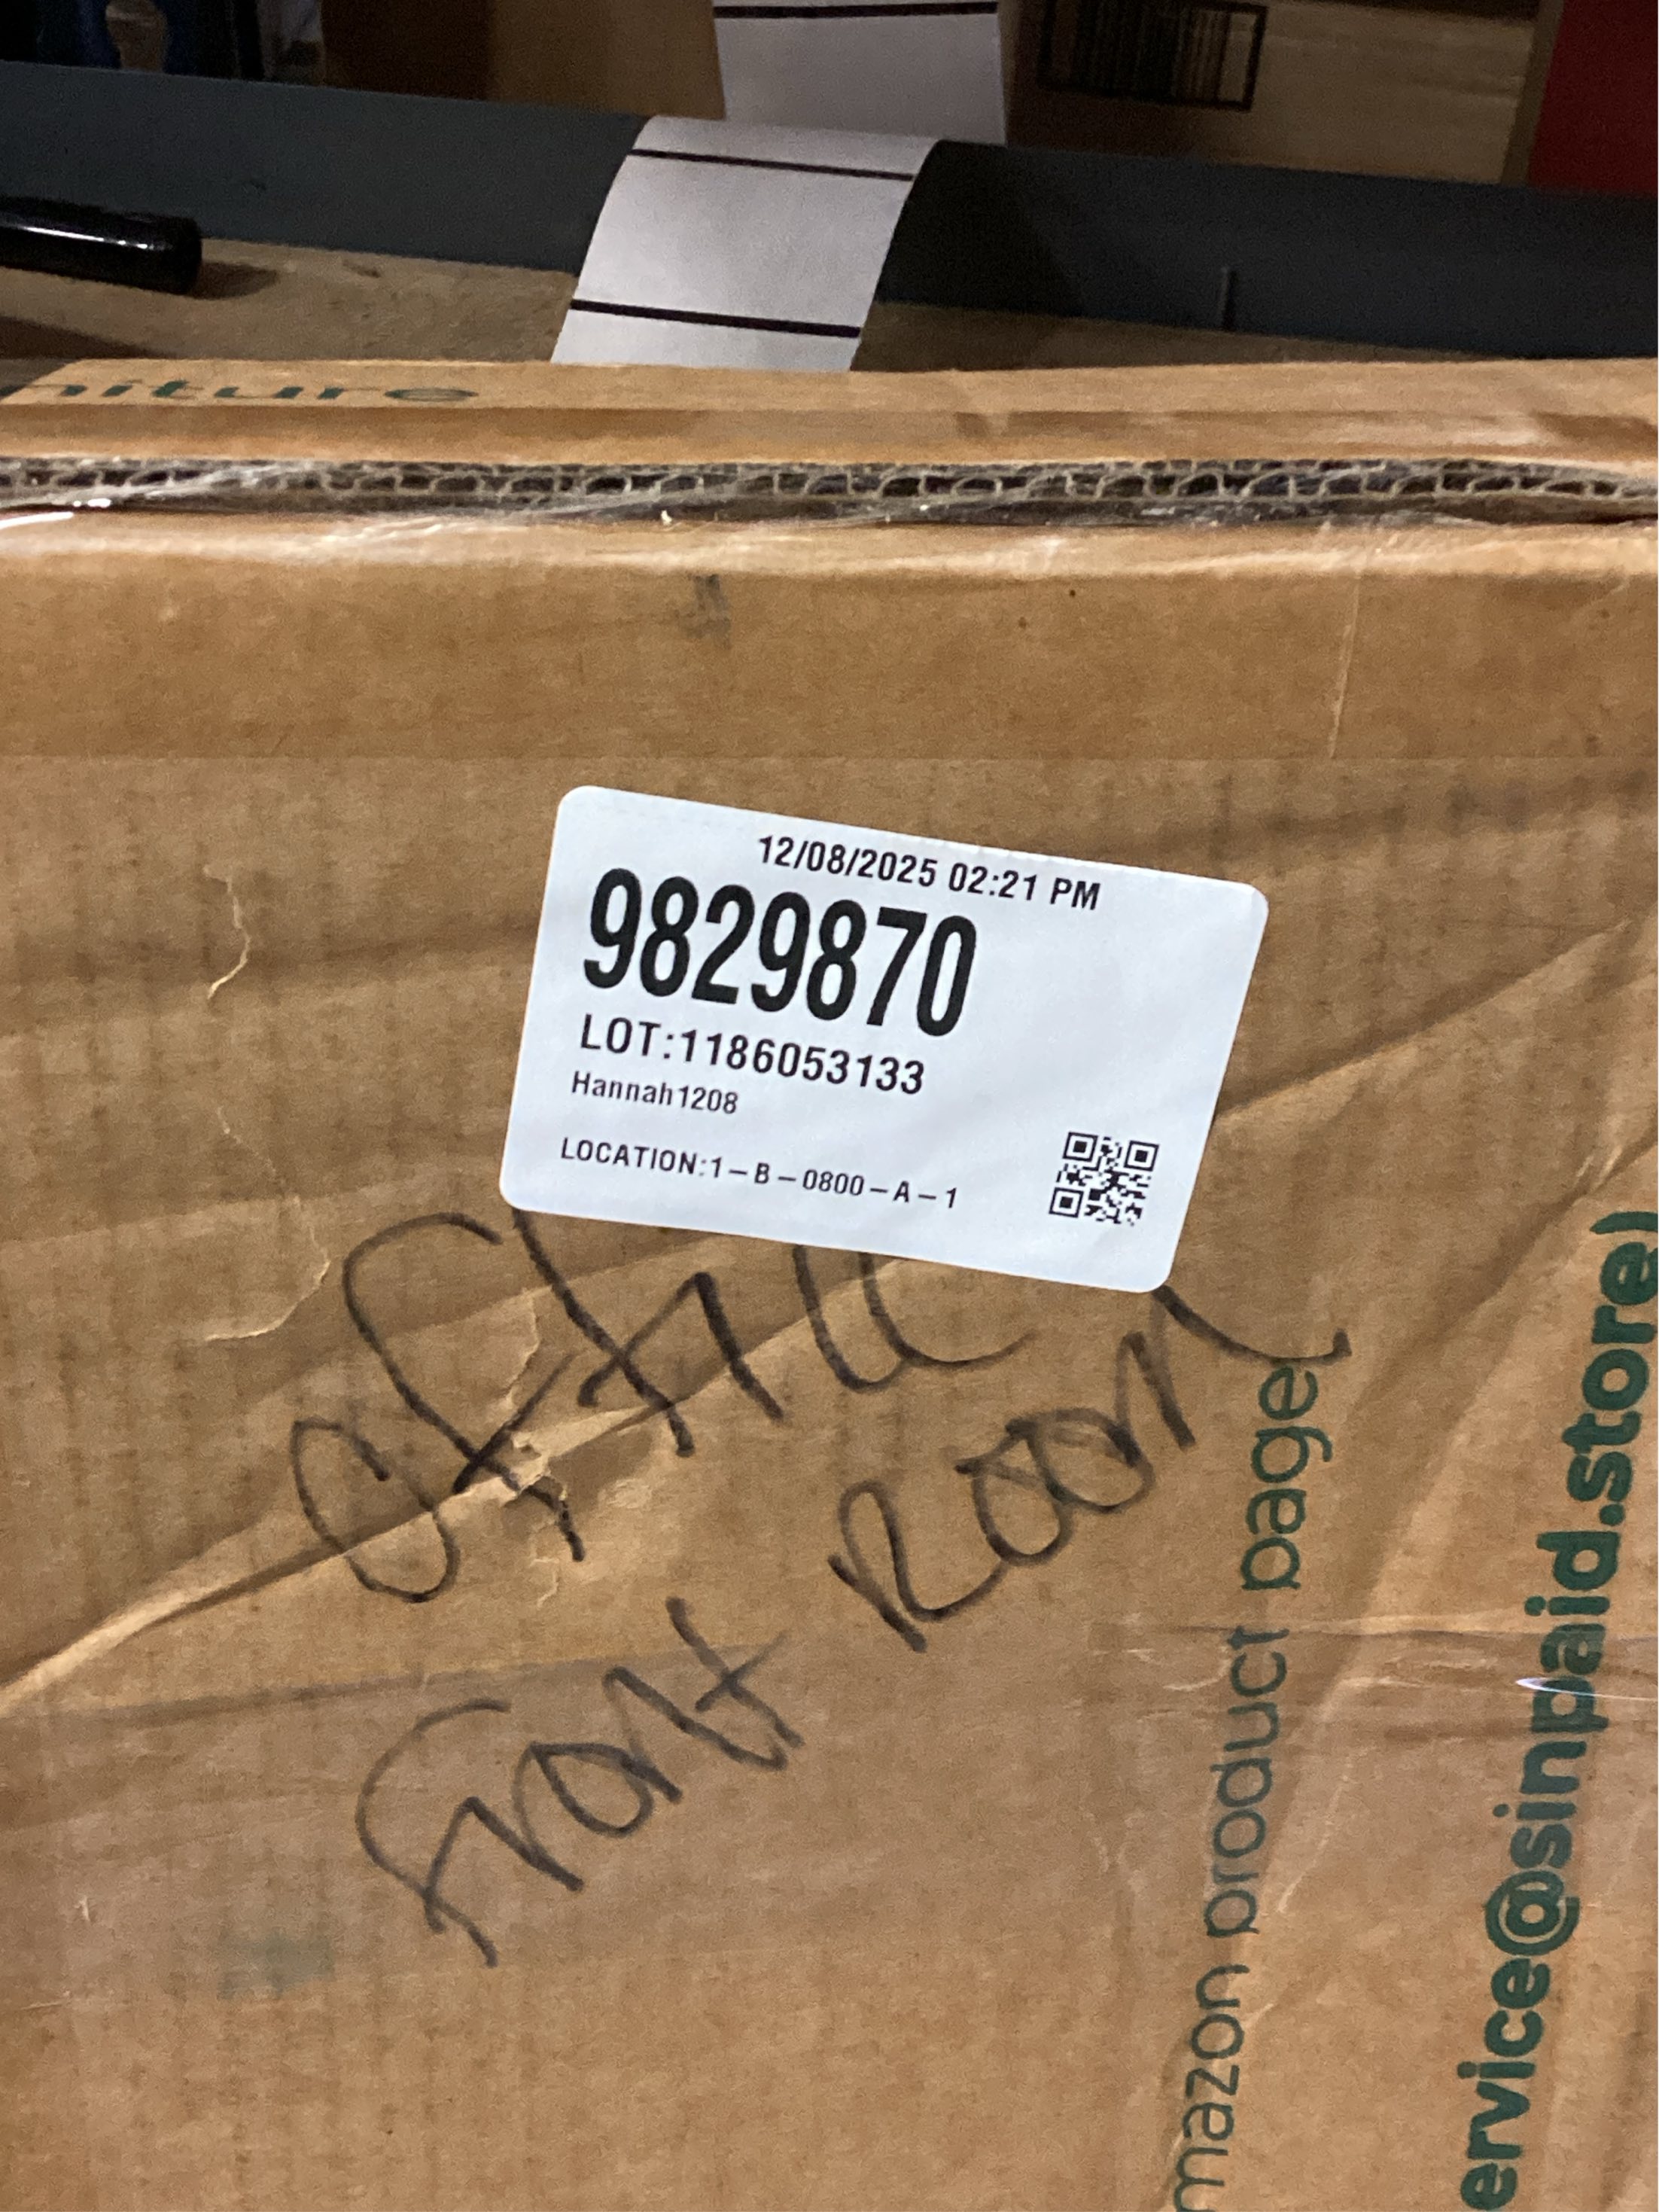 niture
12/08/2025 02:21 PM
9829870
LOT:1186053133
Hannah1208
LOCATION:1-B-0800-A-1
Front Room
mazon product page
ervice@sinpaid.store)